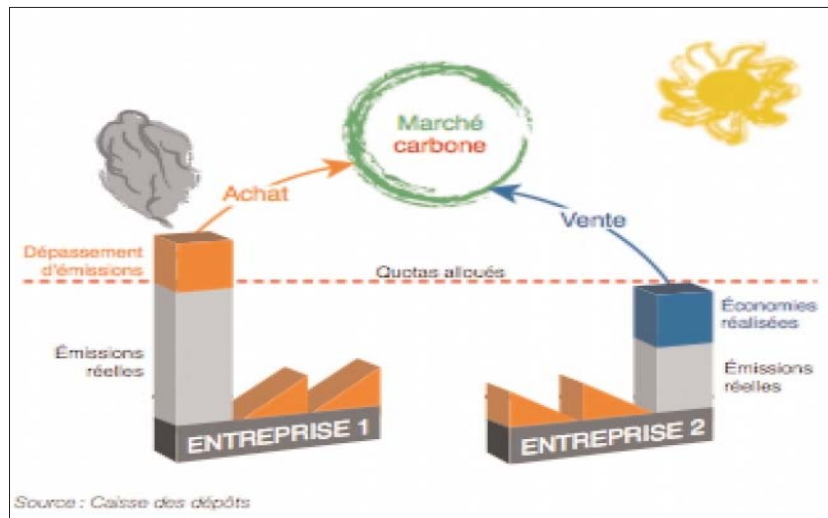 Marché
carbone
Achat
Vente
Dépassement
d'émissions
Quotas alloués
Économies
réalisées
Émissions
réelles
Émissions
réelles
ENTREPRISE 1
ENTREPRISE 2
Source : Caisse des dépôts